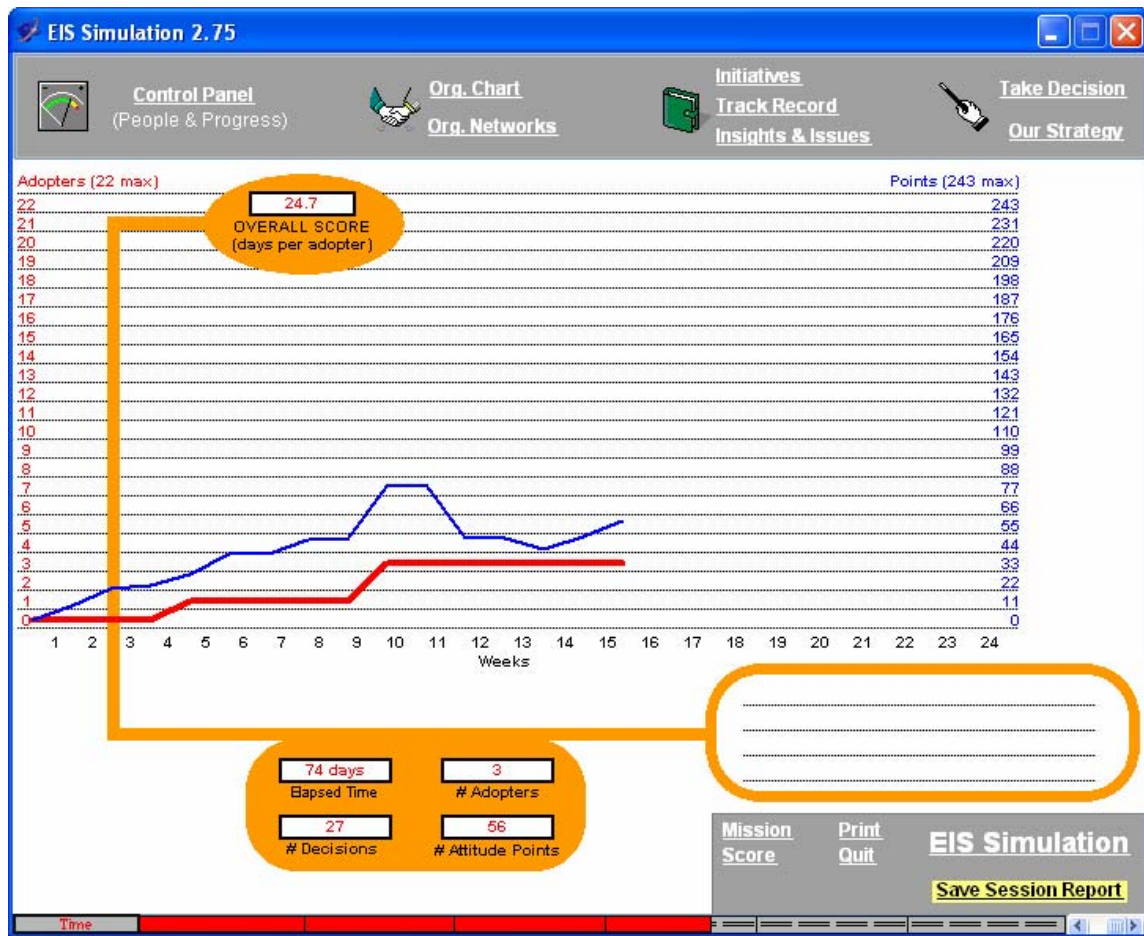 EIS Simulation 2.75
Control Panel
(People & Progress)
Org. Chart
Org. Networks
Initiatives
Track Record
Insights & Issues
Take Decision
Our Strategy
Adopters (22 max)
Points (243 max)
24.7
OVERALL SCORE
(days per adopter)
22 243
21 231
20 220
19 209
18 198
17 187
16 176
15 165
14 154
13 143
12 132
11 121
10 110
9 99
8 88
7 77
6 66
5 55
4 44
3 33
2 22
1 11
0 0
1 2 3 4 5 6 7 8 9 10 11 12 13 14 15 16 17 18 19 20 21 22 23 24
Weeks
74 days
Elapsed Time
3
# Adopters
27
# Decisions
56
# Attitude Points
Mission
Score
Print
Quit
EIS Simulation
Save Session Report
Time